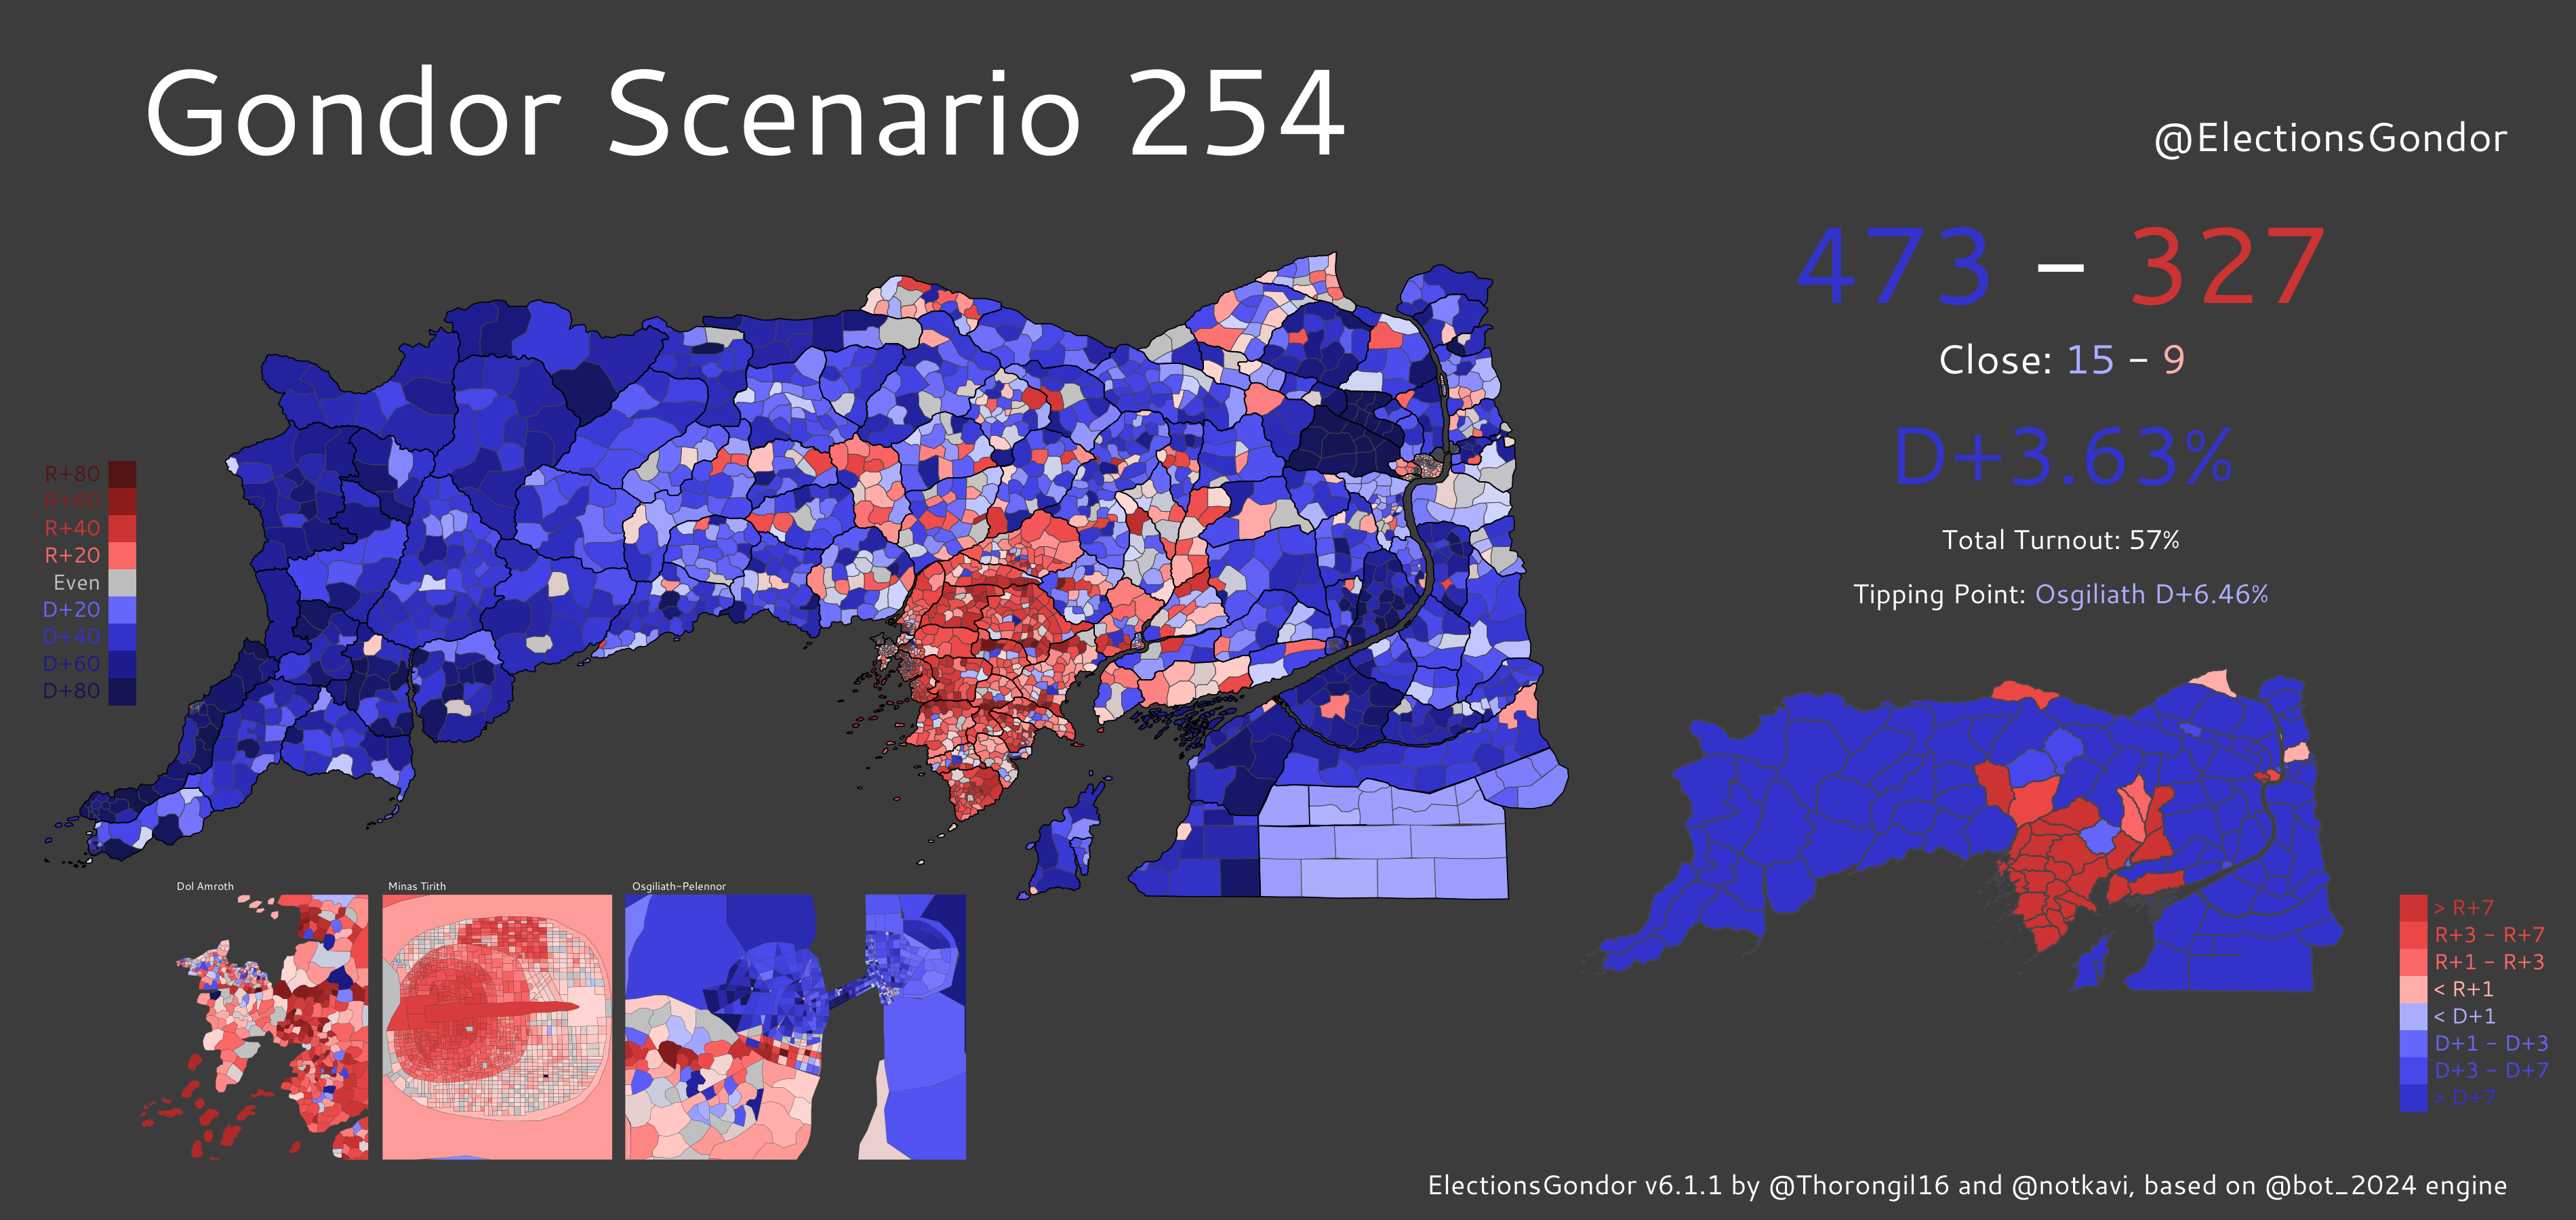 Gondor Scenario 254
@ElectionsGondor
473 – 327
Close: 15 – 9
D+3.63%
Total Turnout: 57%
Tipping Point: Osgiliath D+6.46%
R+80
R+60
R+40
R+20
Even
D+20
D+40
D+60
D+80
Dol Amroth
Minas Tirith
Osgiliath-Pelennor
> R+7
R+3 - R+7
R+1 - R+3
< R+1
< D+1
D+1 - D+3
D+3 - D+7
> D+7
ElectionsGondor v6.1.1 by @Thorongil16 and @notkavi, based on @bot_2024 engine